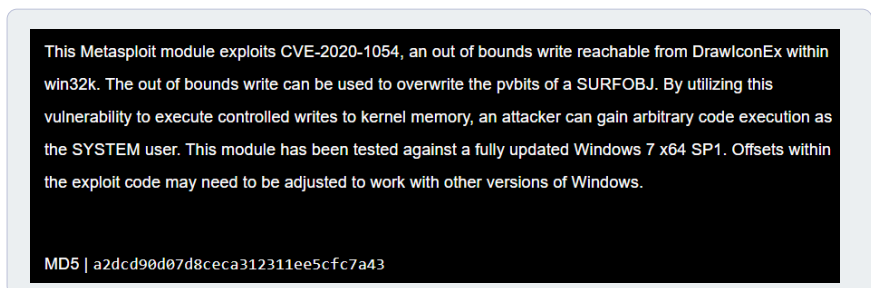 This Metasploit module exploits CVE-2020-1054, an out of bounds write reachable from DrawIconEx within
win32k. The out of bounds write can be used to overwrite the pvbits of a SURFOBJ. By utilizing this
vulnerability to execute controlled writes to kernel memory, an attacker can gain arbitrary code execution as
the SYSTEM user. This module has been tested against a fully updated Windows 7 x64 SP1. Offsets within
the exploit code may need to be adjusted to work with other versions of Windows.
MD5 | a2dcd90d07d8ceca312311ee5cfc7a43